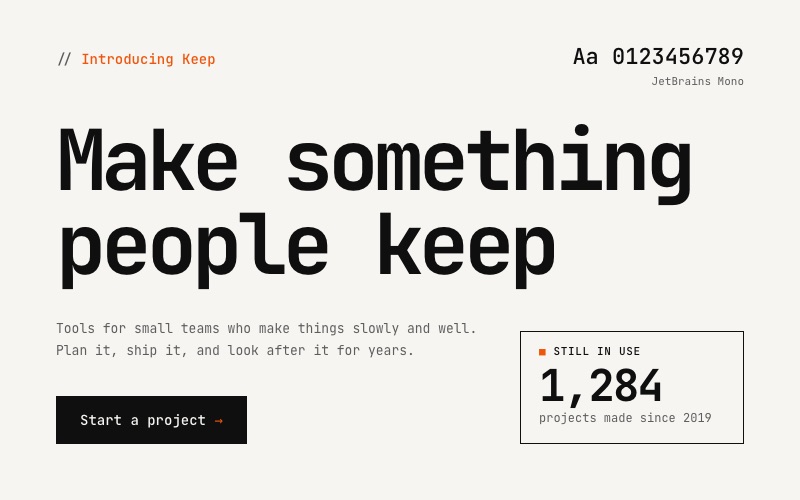 // Introducing Keep
Aa 0123456789
JetBrains Mono
Make something
people keep
Tools for small teams who make things slowly and well.
Plan it, ship it, and look after it for years.
Start a project →
STILL IN USE
1,284
projects made since 2019